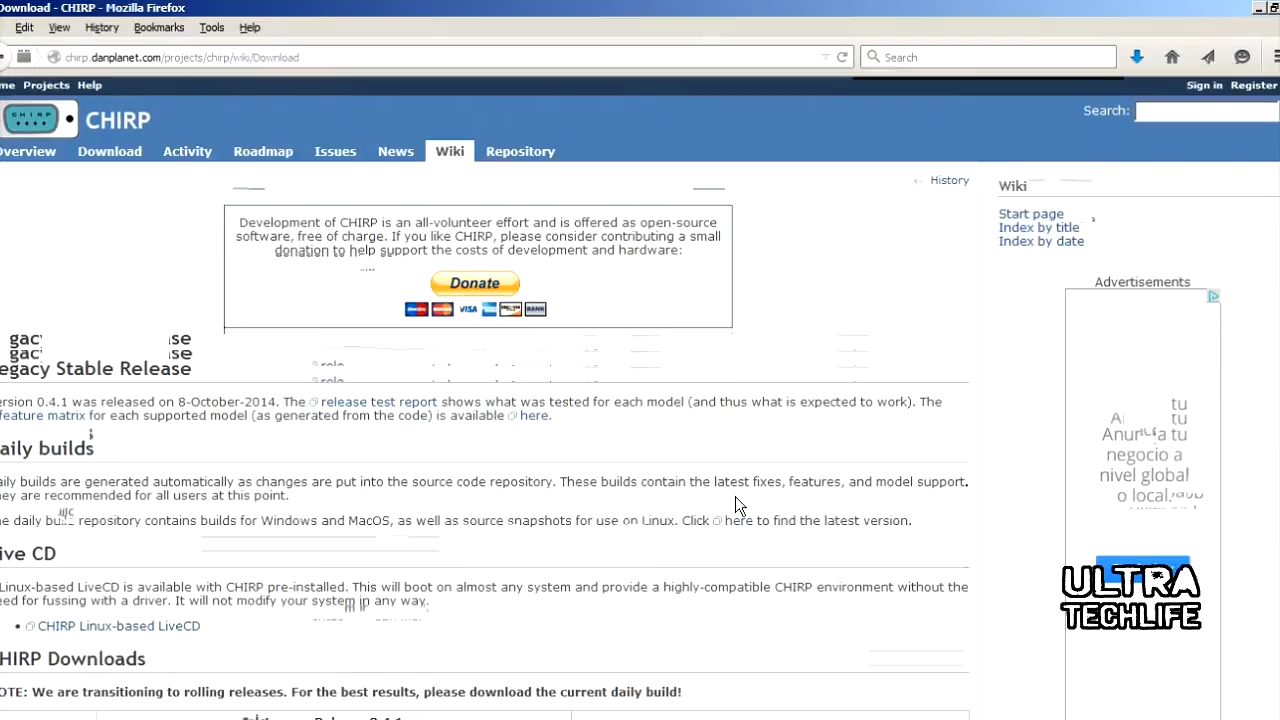 Download - CHIRP - Mozilla Firefox
Edit View History Bookmarks Tools Help
chirp.danplanet.com/projects/chirp/wiki/Download
Search
me Projects Help
Sign in Register
CHIRP
CHIRP
Search:
verview Download Activity Roadmap Issues News Wiki Repository
History
Development of CHIRP is an all-volunteer effort and is offered as open-source
software, free of charge. If you like CHIRP, please consider contributing a small
donation to help support the costs of development and hardware:
Donate
VISA
BANK
egacy Stable Release
ersion 0.4.1 was released on 8-October-2014. The release test report shows what was tested for each model (and thus what is expected to work). The
feature matrix for each supported model (as generated from the code) is available here.
aily builds
aily builds are generated automatically as changes are put into the source code repository. These builds contain the latest fixes, features, and model support.
hey are recommended for all users at this point.
e daily build repository contains builds for Windows and MacOS, as well as source snapshots for use on Linux. Click here to find the latest version.
ive CD
Linux-based LiveCD is available with CHIRP pre-installed. This will boot on almost any system and provide a highly-compatible CHIRP environment without the
eed for fussing with a driver. It will not modify your system in any way.
• CHIRP Linux-based LiveCD
HIRP Downloads
OTE: We are transitioning to rolling releases. For the best results, please download the current daily build!
Wiki
Start page
Index by title
Index by date
Advertisements
tu
negocio a
nivel global
o local.
ULTRA
TECHLIFE